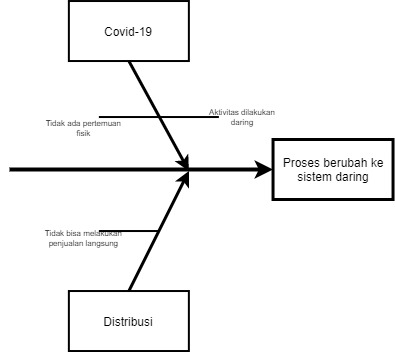 Covid-19
Aktivitas dilakukan
daring
Tidak ada pertemuan
fisik
Proses berubah ke
sistem daring
Tidak bisa melakukan
penjualan langsung
Distribusi